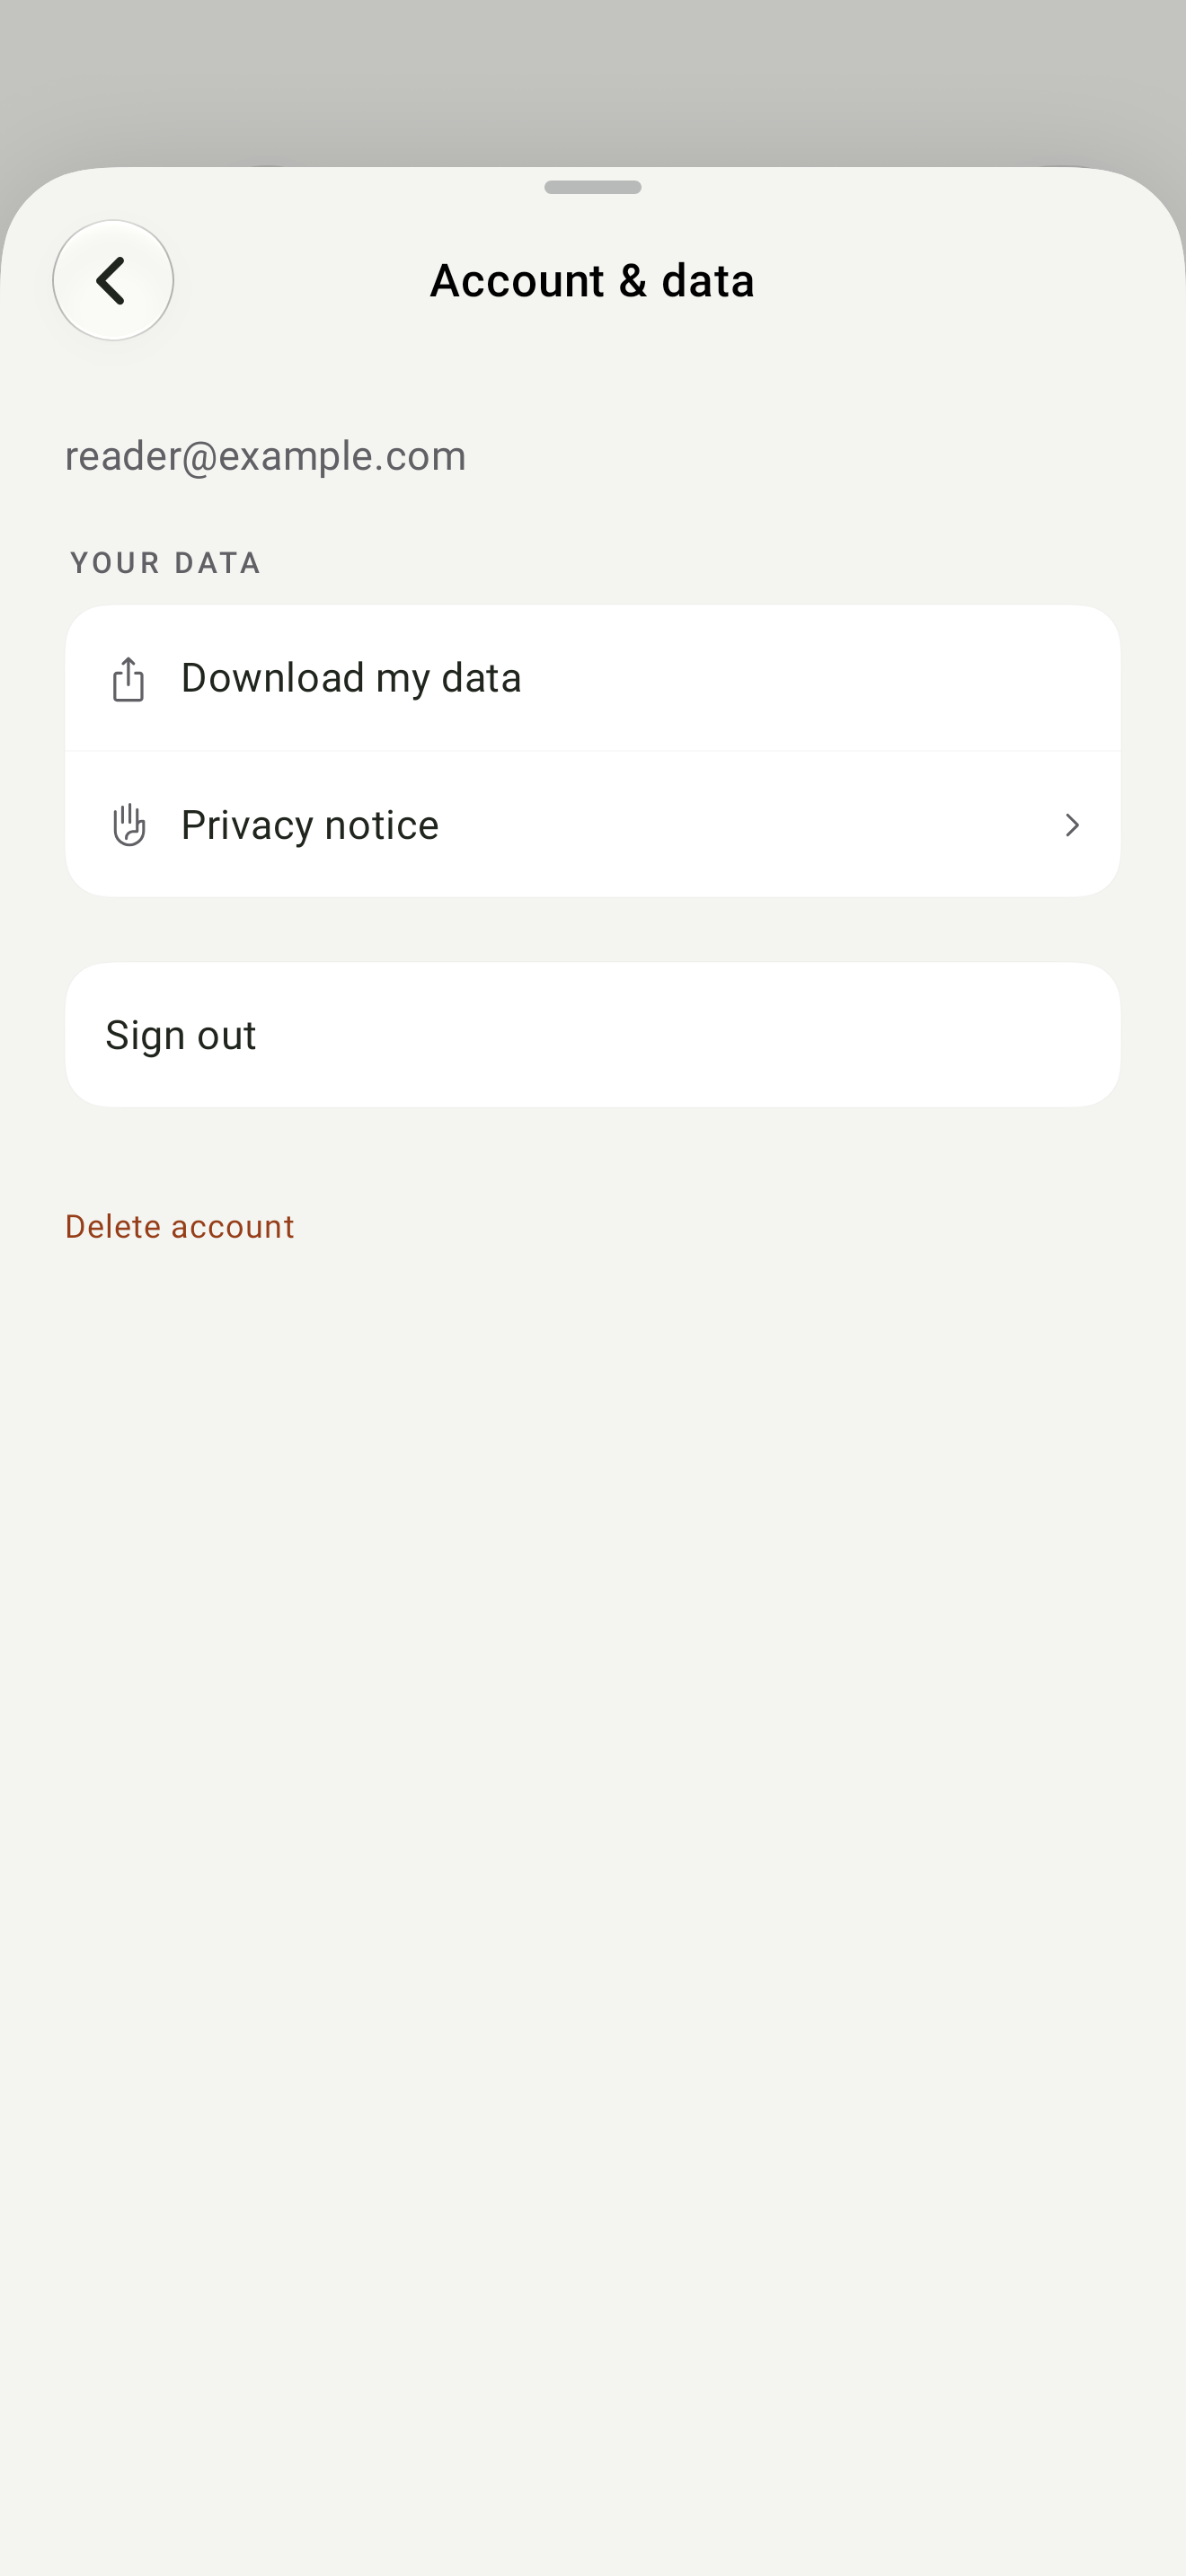 Account & data
reader@example.com
YOUR DATA
Download my data
Privacy notice
Sign out
Delete account